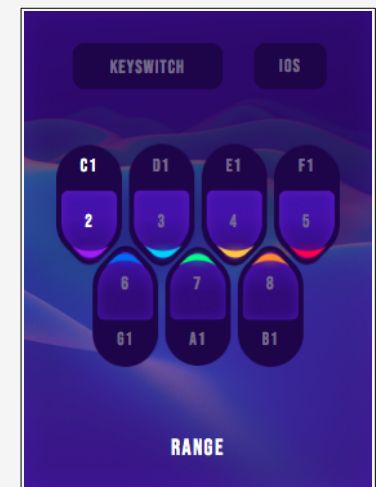 KEYSWITCH IOS
C1 D1 E1 F1
2 3 4 5
6 7 8
G1 A1 B1
RANGE